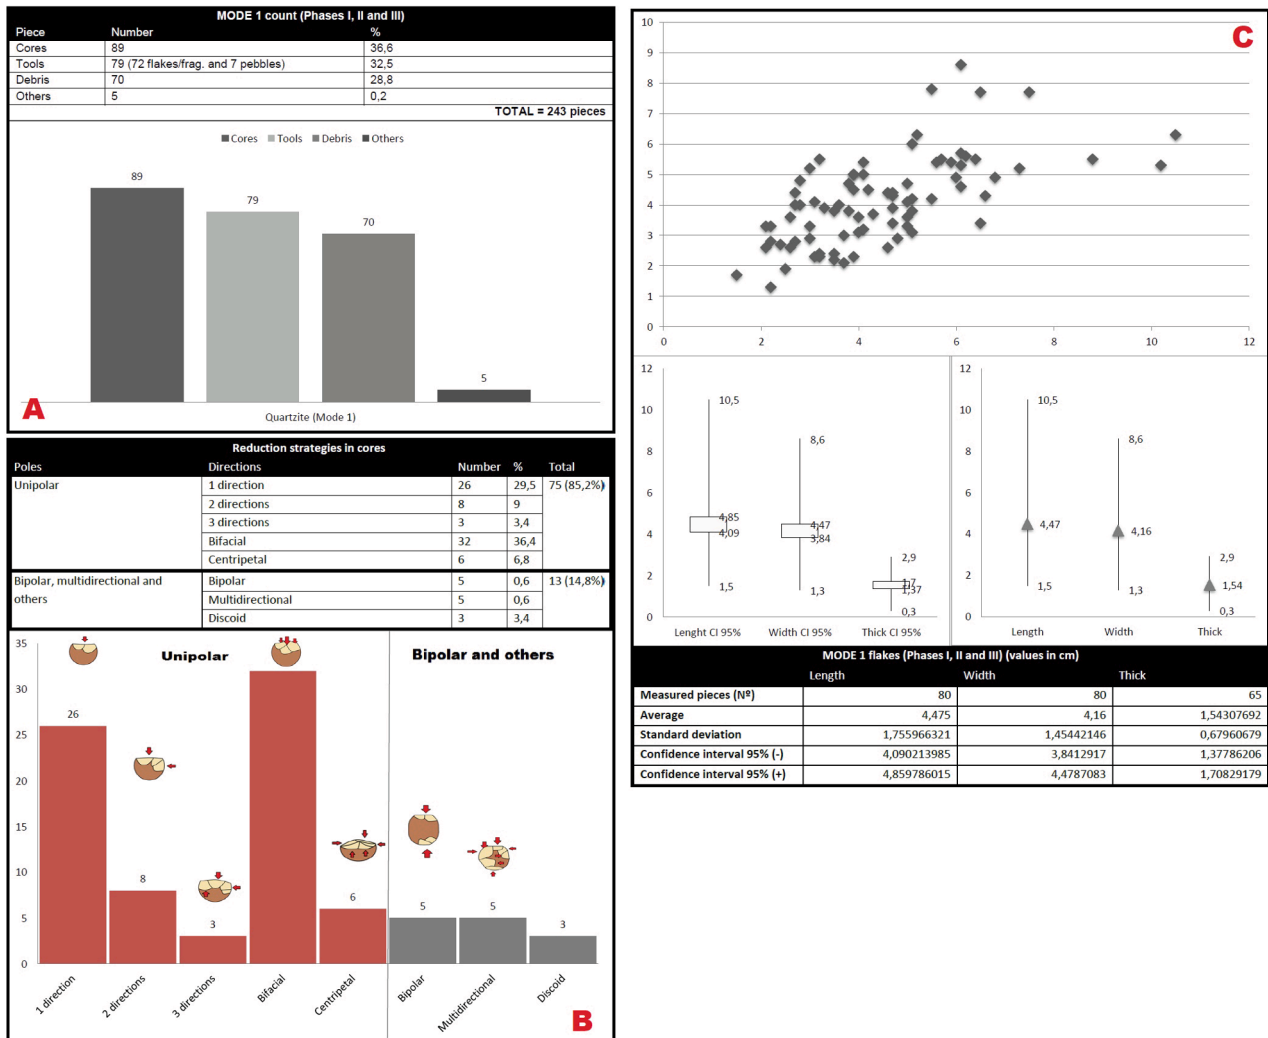 MODE 1 count (Phases I, II and III)
Piece Number %
Cores 89 36,6
Tools 79 (72 flakes/frag. and 7 pebbles) 32,5
Debris 70 28,8
Others 5 0,2
TOTAL = 243 pieces
Cores Tools Debris Others
89
79
70
5
Quartzite (Mode 1)
A
Reduction strategies in cores
Poles Directions Number % Total
Unipolar 1 direction 26 29,5 75 (85,2%)
2 directions 8 9
3 directions 3 3,4
Bifacial 32 36,4
Centripetal 6 6,8
Bipolar, multidirectional and Bipolar 5 0,6 13 (14,8%)
others Multidirectional 5 0,6
Discoid 3 3,4
Unipolar Bipolar and others
35
30
25
20
15
10
5
0
26
8
3
6
5
5
3
1 direction
2 directions
3 directions
Bifacial
Centripetal
Bipolar
Multidirectional
Discoid
B
C
10
9
8
7
6
5
4
3
2
1
0
0 2 4 6 8 10 12
12
10
8
6
4
2
0
10,5
4,85
4,09
1,5
8,6
4,47
3,84
1,3
2,9
1,7
1,37
0,3
Lenght CI 95% Width CI 95% Thick CI 95%
12
10
8
6
4
2
0
10,5
4,47
1,5
8,6
4,16
1,3
2,9
1,54
0,3
Length Width Thick
MODE 1 flakes (Phases I, II and III) (values in cm)
Length Width Thick
Measured pieces (Nº) 80 80 65
Average 4,475 4,16 1,54307692
Standard deviation 1,755966321 1,45442146 0,67960679
Confidence interval 95% (-) 4,090213985 3,8412917 1,37786206
Confidence interval 95% (+) 4,859786015 4,4787083 1,70829179